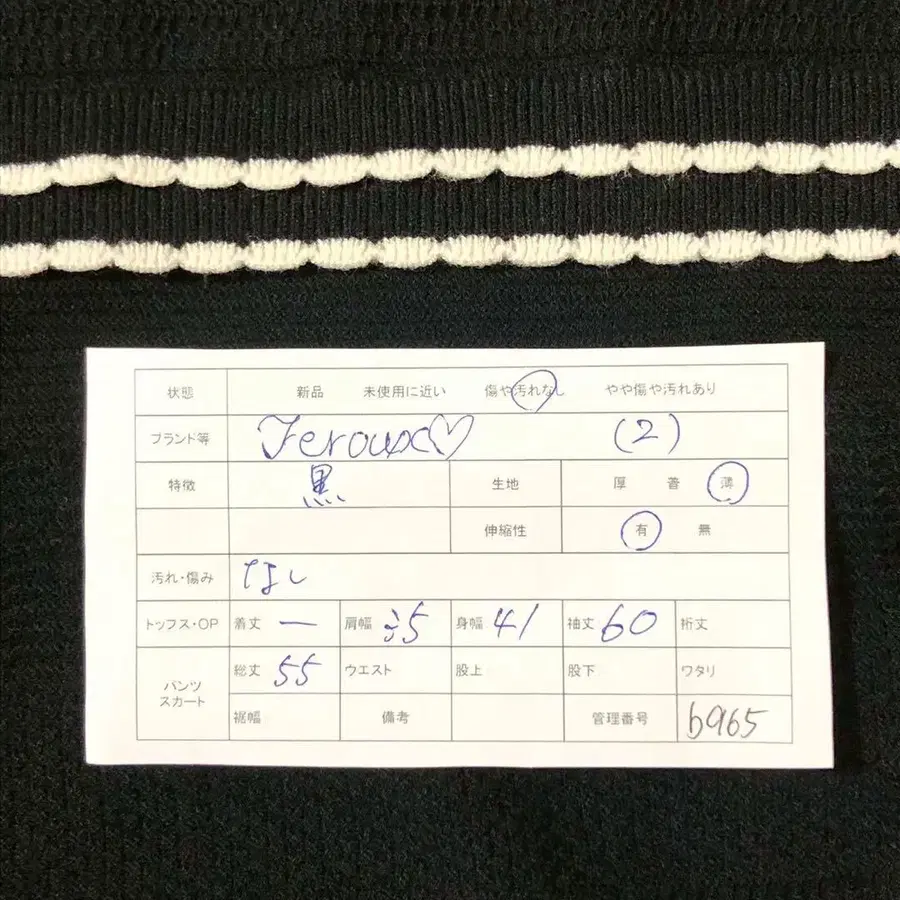 状態 新品 未使用に近い 傷や汚れなし やや傷や汚れあり
ブランド等 Jeroux♡ (2)
特徴 黒 生地 厚 普 薄
伸縮性 有 無
汚れ・傷み なし
トップス・OP 着丈 — 肩幅 身幅 41 袖丈 60 裄丈
パンツ スカート 総丈 55 ウエスト 股上 股下 ワタリ
裾幅 備考 管理番号 b965